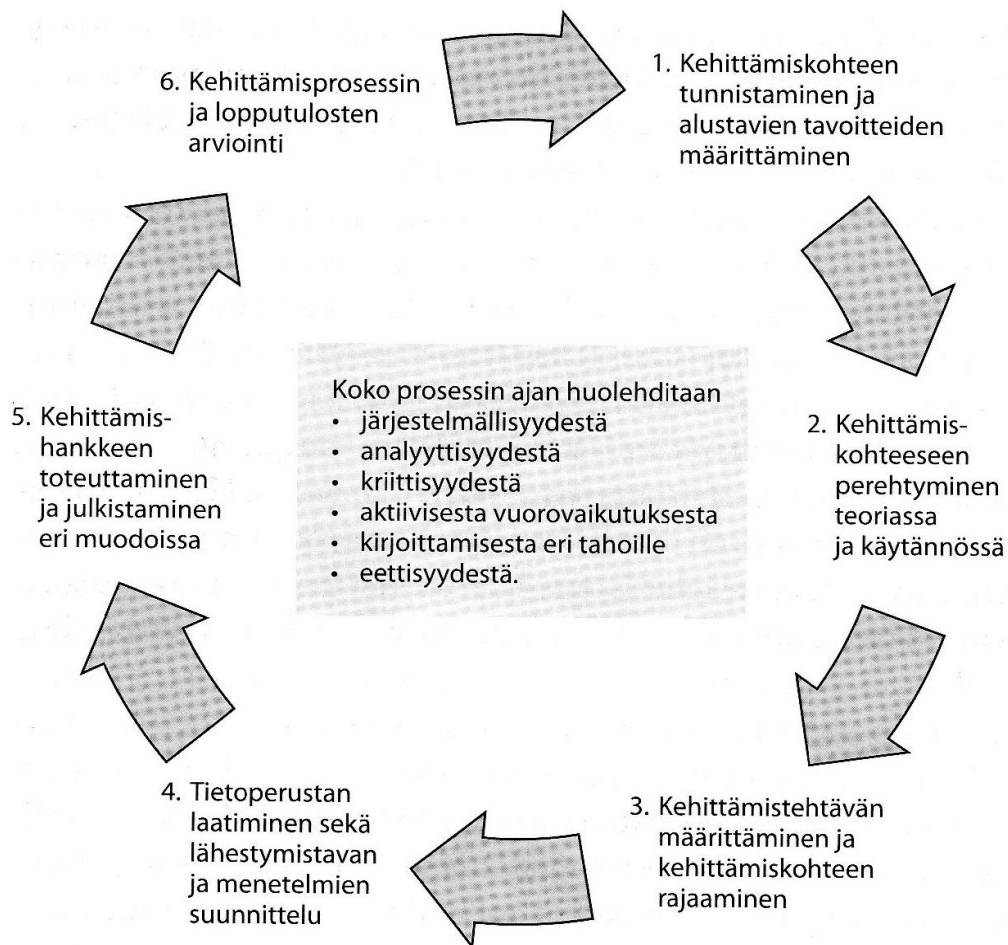 1. Kehittämiskohteen
tunnistaminen ja
alustavien tavoitteiden
määrittäminen
2. Kehittämis-
kohteeseen
perehtyminen
teoriassa
ja käytännössä
3. Kehittämistehtävän
määrittäminen ja
kehittämiskohteen
rajaaminen
4. Tietoperustan
laatiminen sekä
lähestymistavan
ja menetelmien
suunnittelu
5. Kehittämis-
hankkeen
toteuttaminen
ja julkistaminen
eri muodoissa
6. Kehittämisprosessin
ja lopputulosten
arviointi
Koko prosessin ajan huolehditaan
• järjestelmällisyydestä
• analyyttisyydestä
• kriittisyydestä
• aktiivisesta vuorovaikutuksesta
• kirjoittamisesta eri tahoille
• eettisyydestä.